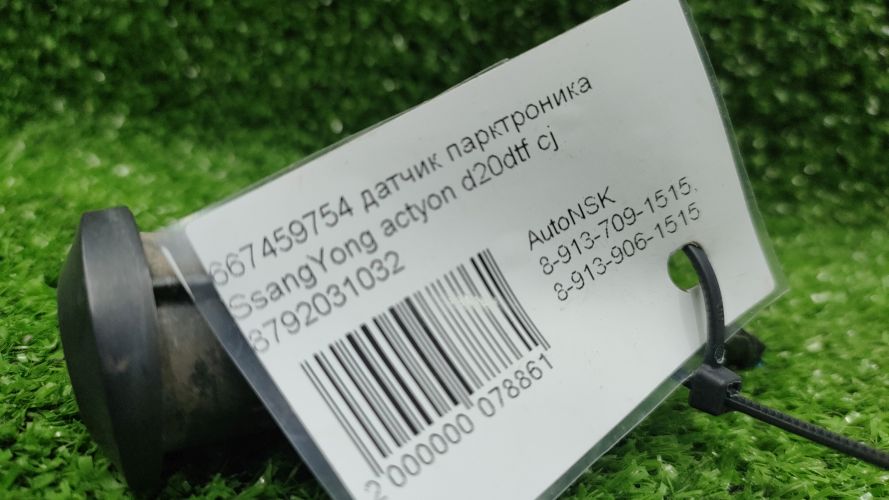 667459754 датчик парктроника
SsangYong actyon d20dtf cj
8792031032
AutoNSK
8-913-709-1515,
8-913-906-1515
2 000000 078861